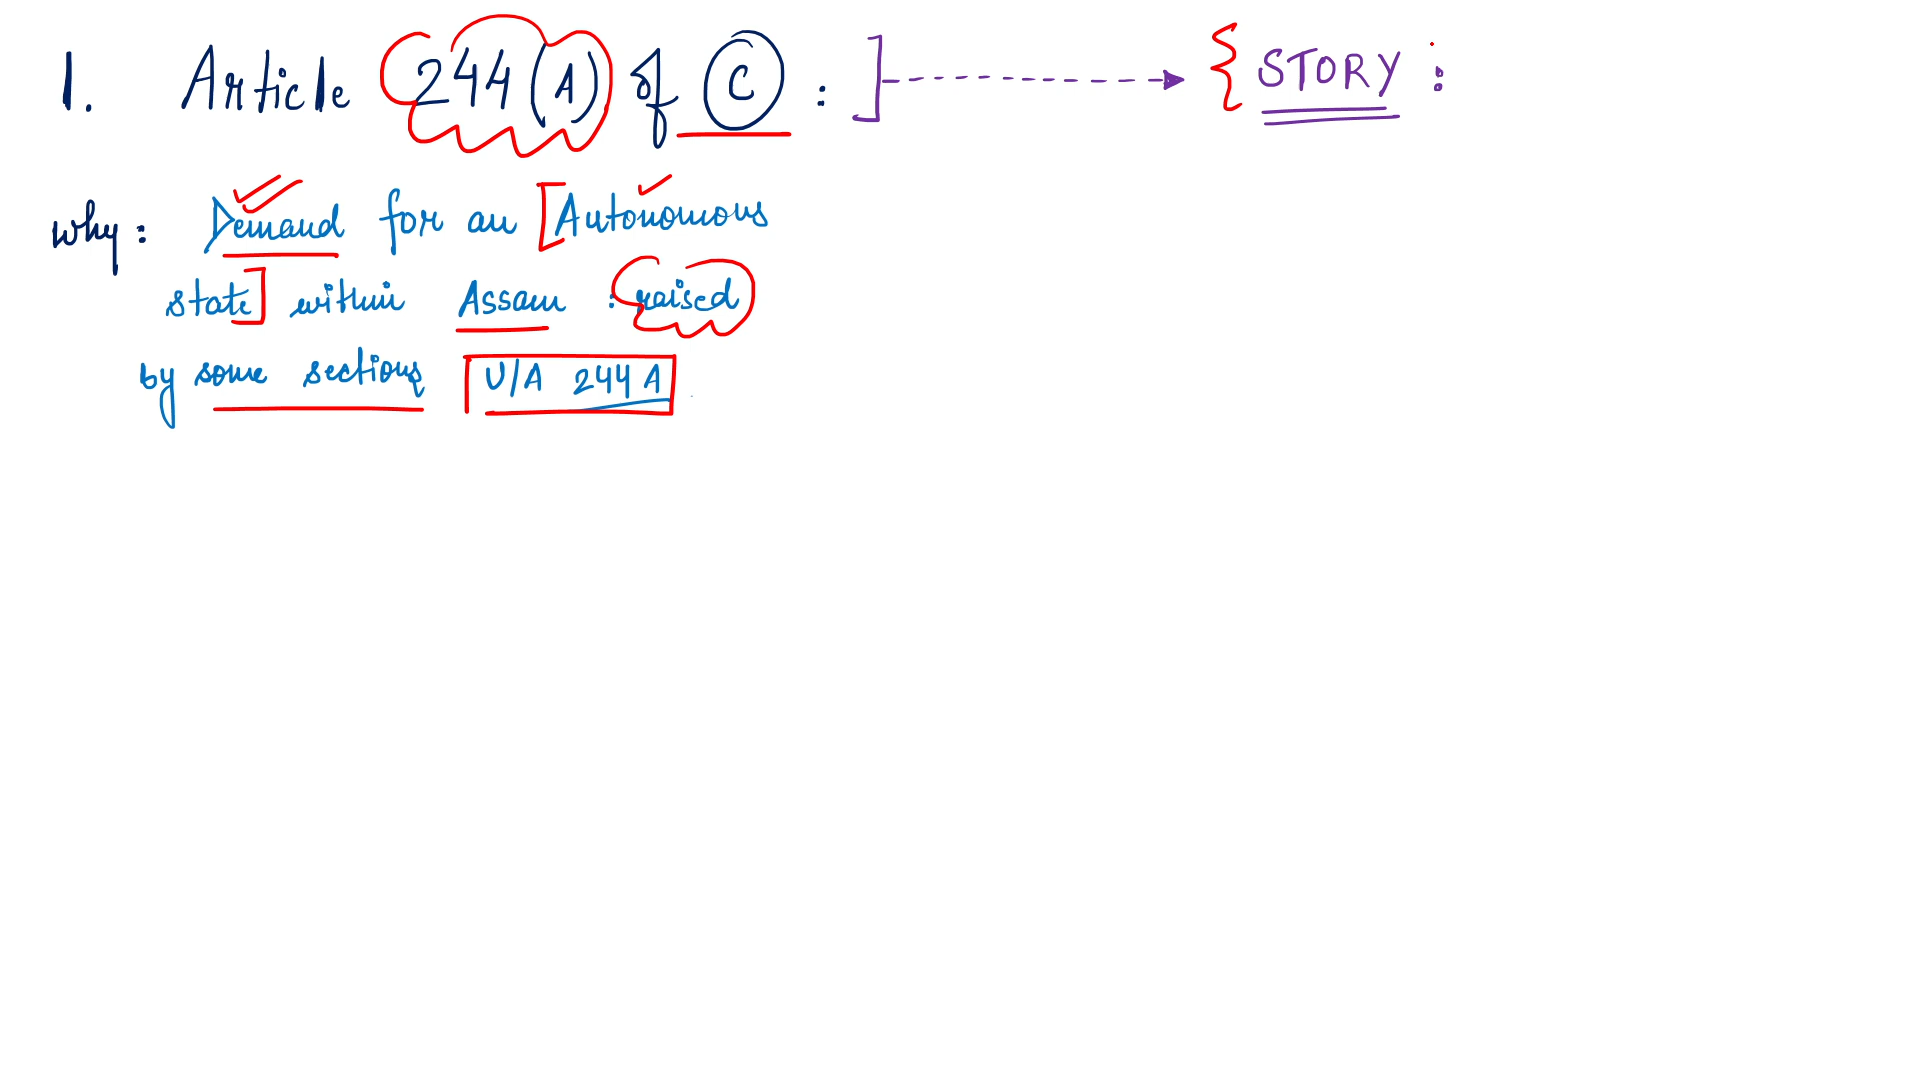 1. Article 244(A) of C : ] { STORY :
why : Demand for an [Autonomous
state] within Assam : raised
by some sections U/A 244 A